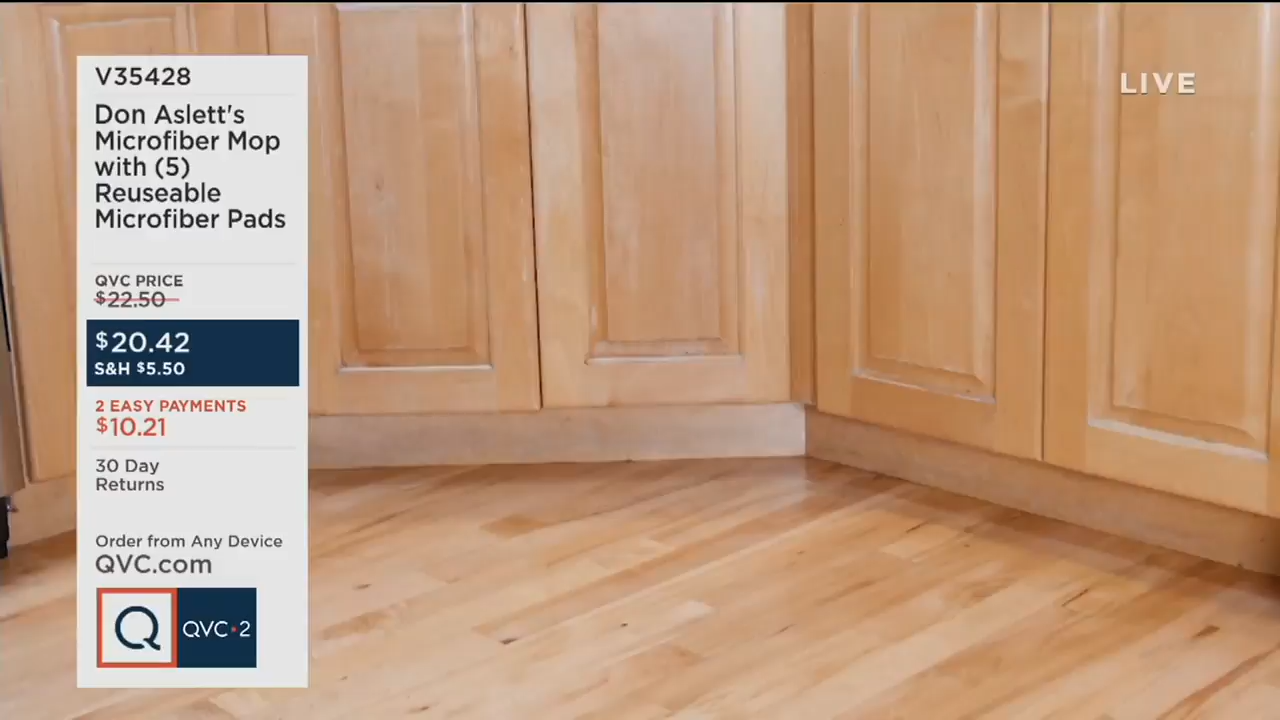 V35428
Don Aslett's
Microfiber Mop
with (5)
Reuseable
Microfiber Pads
QVC PRICE
$22.50
$20.42
S&H $5.50
2 EASY PAYMENTS
$10.21
30 Day
Returns
Order from Any Device
QVC.com
Q QVC•2
LIVE